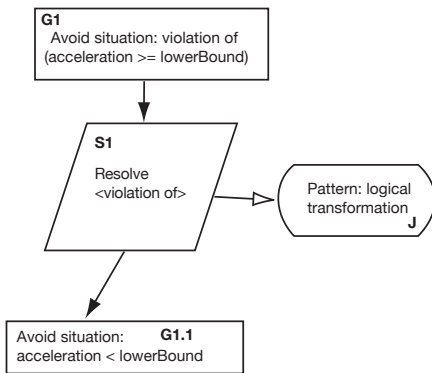 G1
Avoid situation: violation of
(acceleration >= lowerBound)
S1
Resolve
<violation of>
Pattern: logical
transformation
J
Avoid situation: G1.1
acceleration < lowerBound